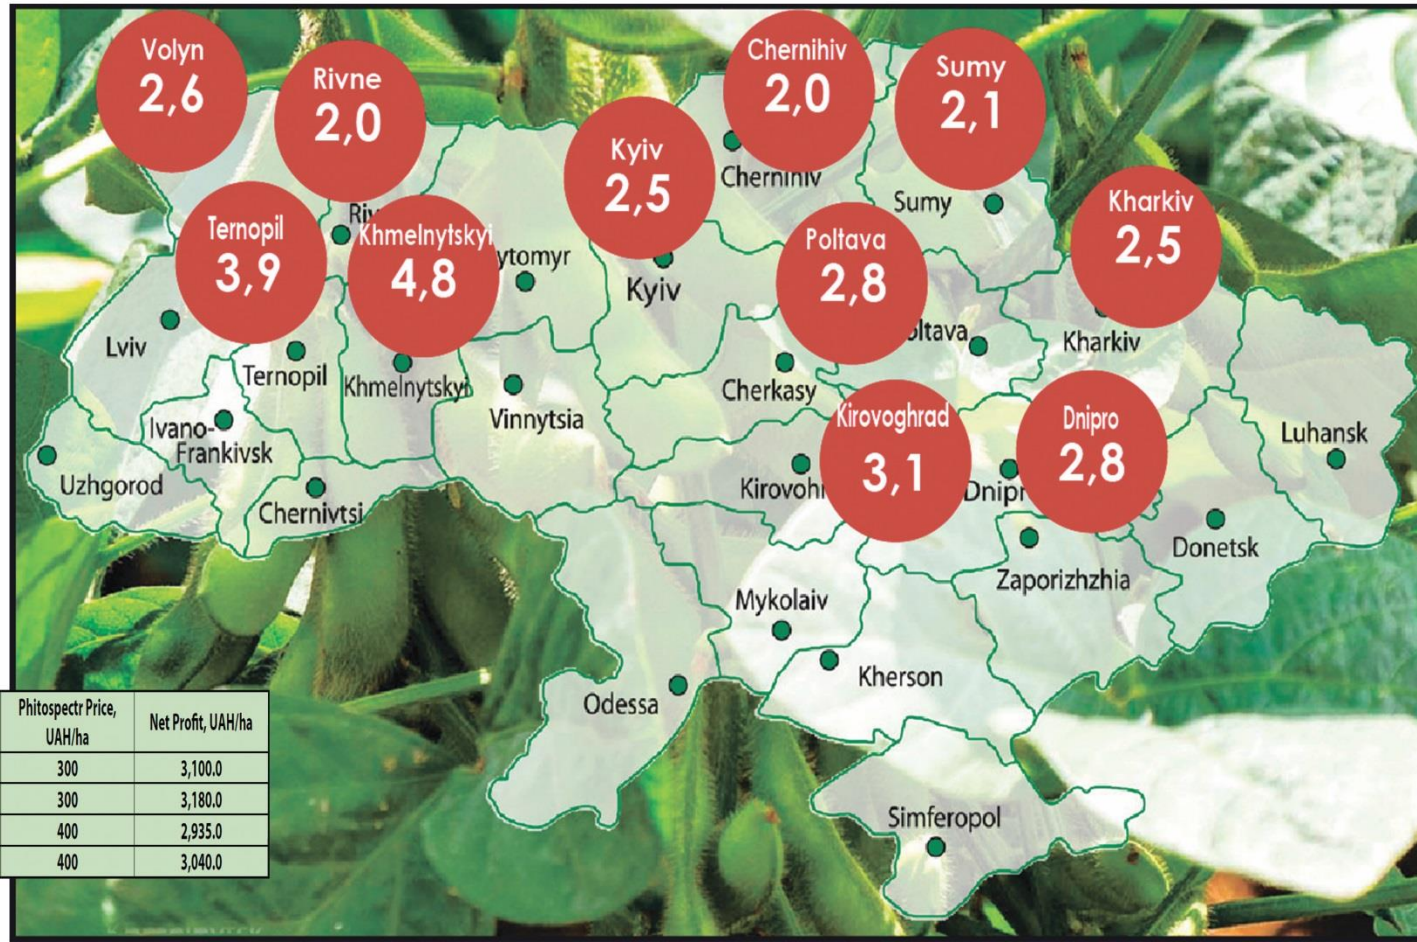 Volyn
2,6
Rivne
2,0
Chernihiv
2,0
Sumy
2,1
Kyiv
2,5
Kharkiv
2,5
Ternopil
3,9
Khmelnytskyi
4,8
Poltava
2,8
Kirovoghrad
3,1
Dnipro
2,8
Chernihiv
Sumy
Kyiv
Kharkiv
Lviv
Ternopil
Khmelnytskyi
Vinnytsia
Cherkasy
Ivano-
Frankivsk
Uzhgorod
Chernivtsi
Luhansk
Donetsk
Zaporizhzhia
Mykolaiv
Kherson
Odessa
Simferopol
Phitospectr Price, Net Profit, UAH/ha
UAH/ha
300 3,100.0
300 3,180.0
400 2,935.0
400 3,040.0